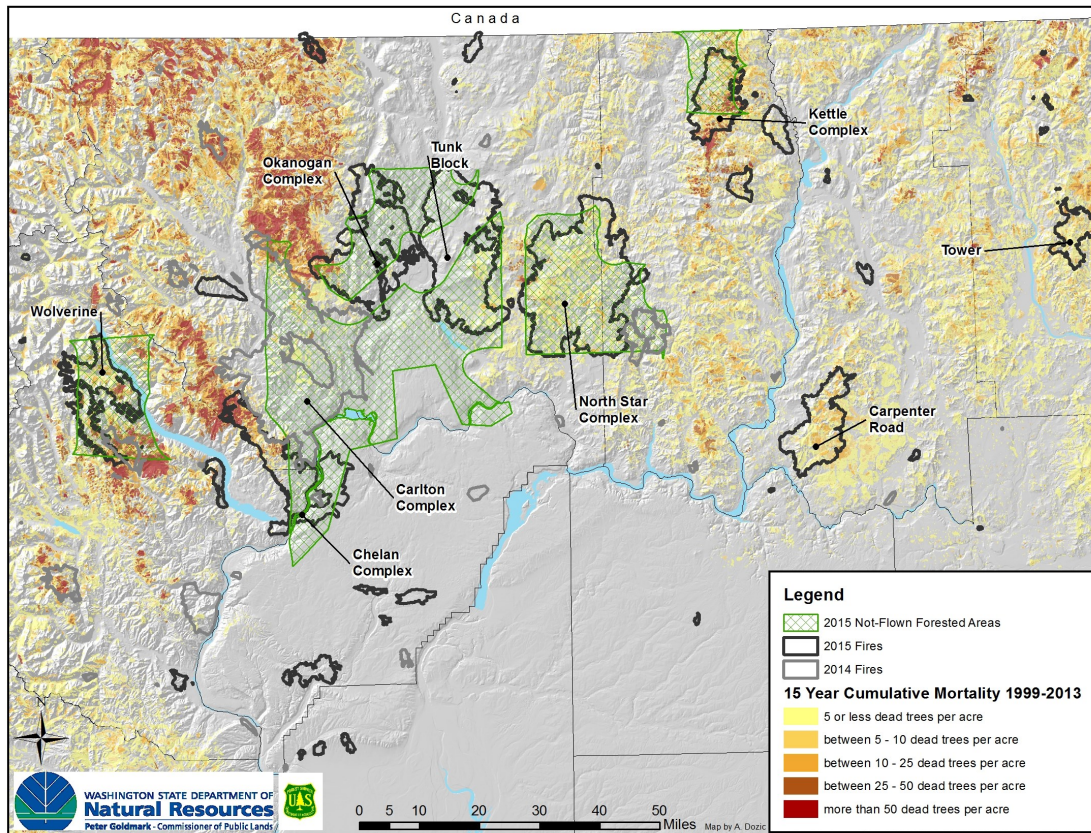 Canada
Kettle
Complex
Tunk
Block
Okanogan
Complex
Tower
Wolverine
North Star
Complex
Carpenter
Road
Carlton
Complex
Chelan
Complex
Legend
2015 Not-Flown Forested Areas
2015 Fires
2014 Fires
15 Year Cumulative Mortality 1999-2013
5 or less dead trees per acre
between 5 - 10 dead trees per acre
between 10 - 25 dead trees per acre
between 25 - 50 dead trees per acre
more than 50 dead trees per acre
N
WASHINGTON STATE DEPARTMENT OF
Natural Resources
Peter Goldmark - Commissioner of Public Lands
UAS
0 5 10 20 30 40 50
Miles
Map by A. Dozic